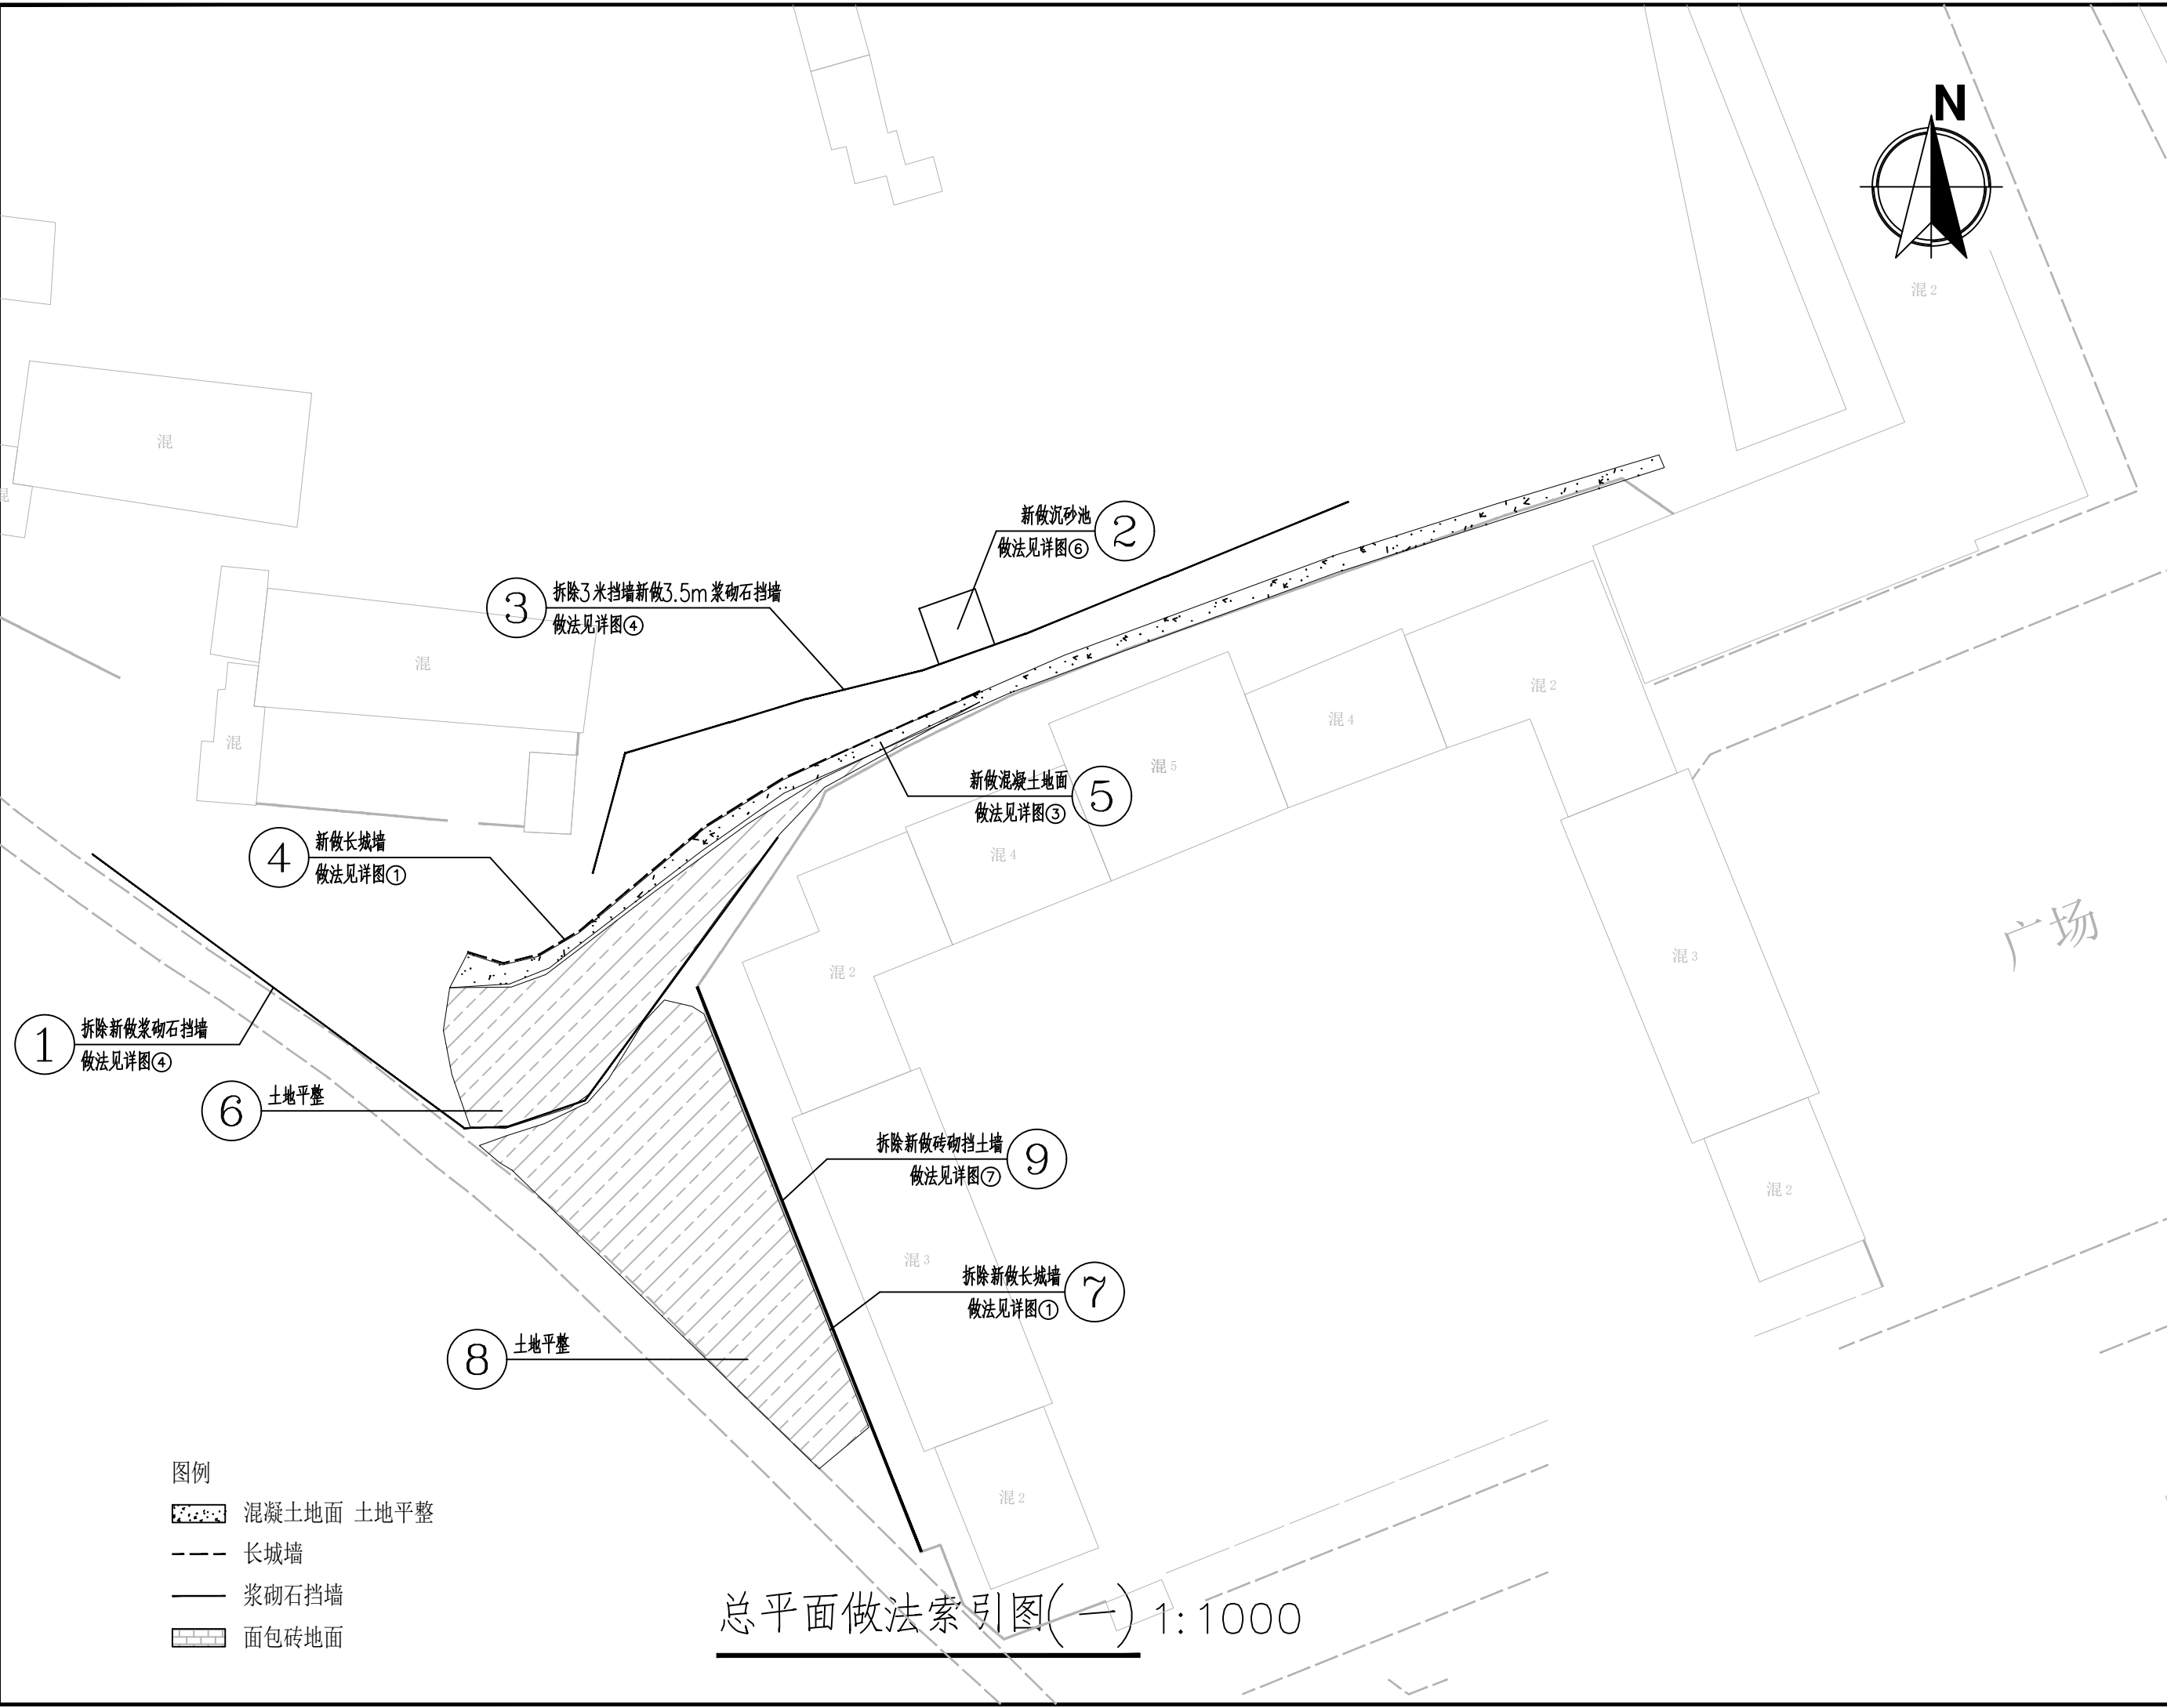 N
混2
混
混
新做沉砂池
做法见详图⑥
2
3
拆除3米挡墙新做3.5m浆砌石挡墙
做法见详图④
混
混2
混4
混
混5
新做混凝土地面
做法见详图③
5
4
新做长城墙
做法见详图①
混4
广场
混3
混2
1
拆除新做浆砌石挡墙
做法见详图④
6
土地平整
拆除新做砖砌挡土墙
做法见详图⑦
9
混2
混3
拆除新做长城墙
做法见详图①
7
8
土地平整
图例
混凝土地面 土地平整
长城墙
浆砌石挡墙
面包砖地面
混2
总平面做法索引图(一) 1:1000